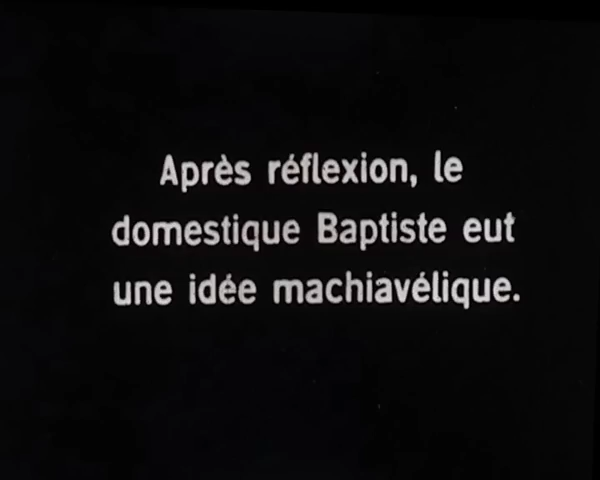 Après réflexion, le
domestique Baptiste eut
une idée machiavélique.